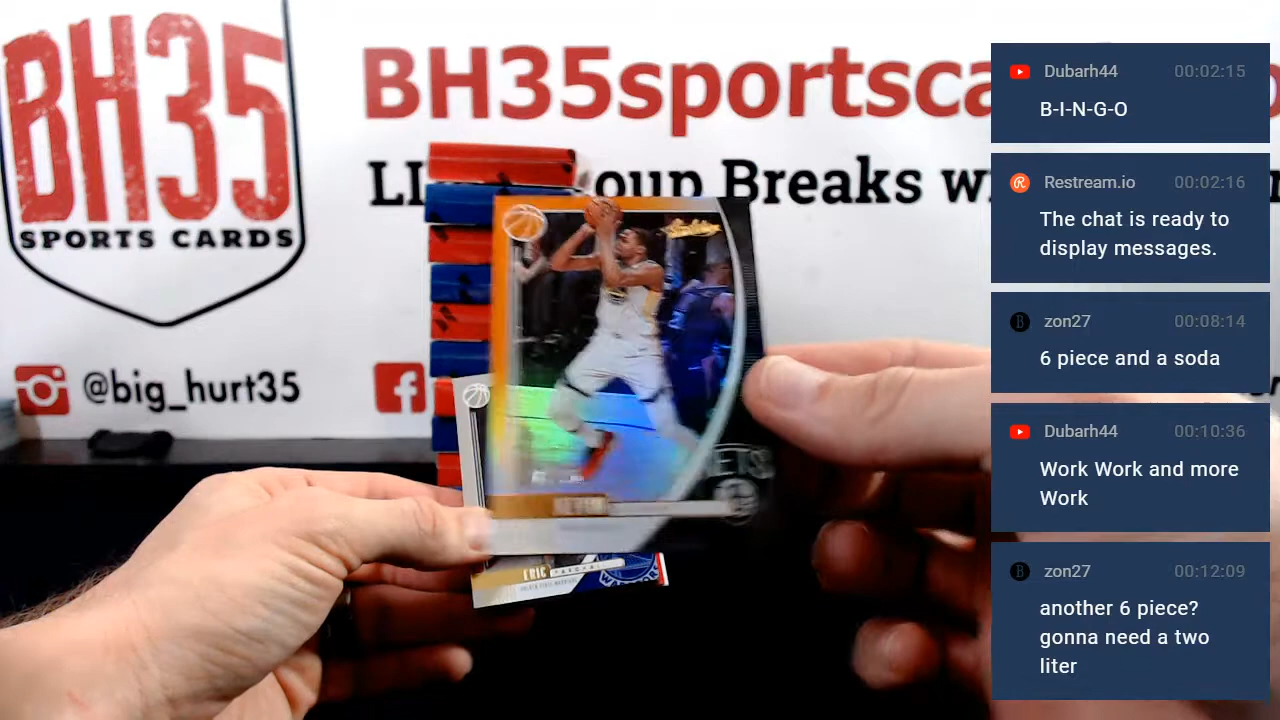 BH35
SPORTS CARDS
BH35sportsca
oup Breaks w
@big_hurt35
ERIC
Dubarh44 00:02:15
B-I-N-G-O
Restream.io 00:02:16
The chat is ready to
display messages.
zon27 00:08:14
6 piece and a soda
Dubarh44 00:10:36
Work Work and more
Work
zon27 00:12:09
another 6 piece?
gonna need a two
liter